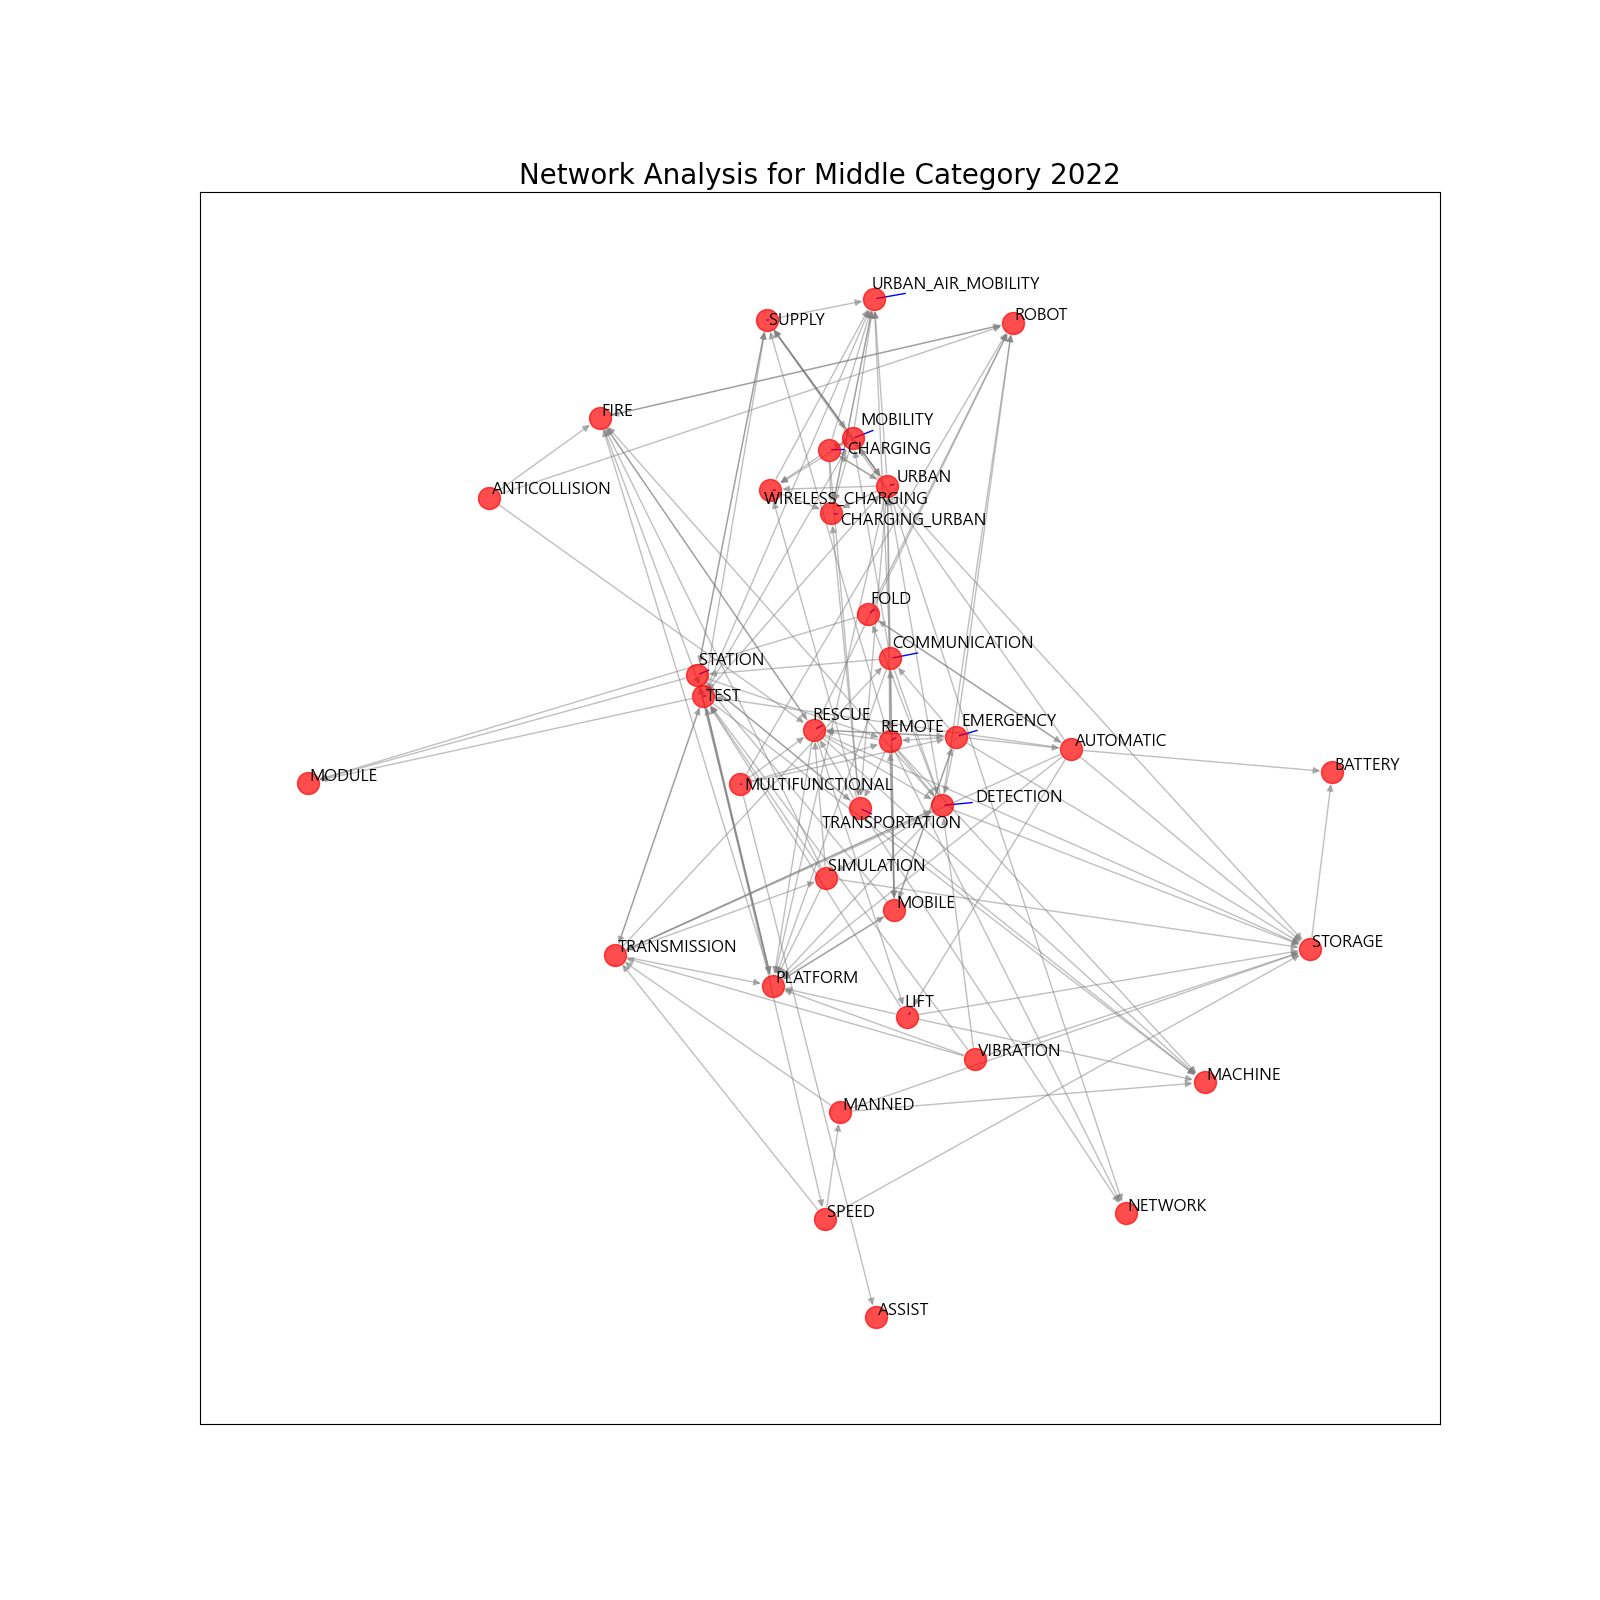 Network Analysis for Middle Category 2022
URBAN_AIR_MOBILITY
SUPPLY
ROBOT
FIRE
MOBILITY
CHARGING
URBAN
ANTICOLLISION
WIRELESS_CHARGING
CHARGING_URBAN
FOLD
COMMUNICATION
STATION
TEST
RESCUE
REMOTE
EMERGENCY
AUTOMATIC
BATTERY
MODULE
MULTIFUNCTIONAL
DETECTION
TRANSPORTATION
SIMULATION
MOBILE
TRANSMISSION
STORAGE
PLATFORM
LIFT
VIBRATION
MACHINE
MANNED
SPEED
NETWORK
ASSIST